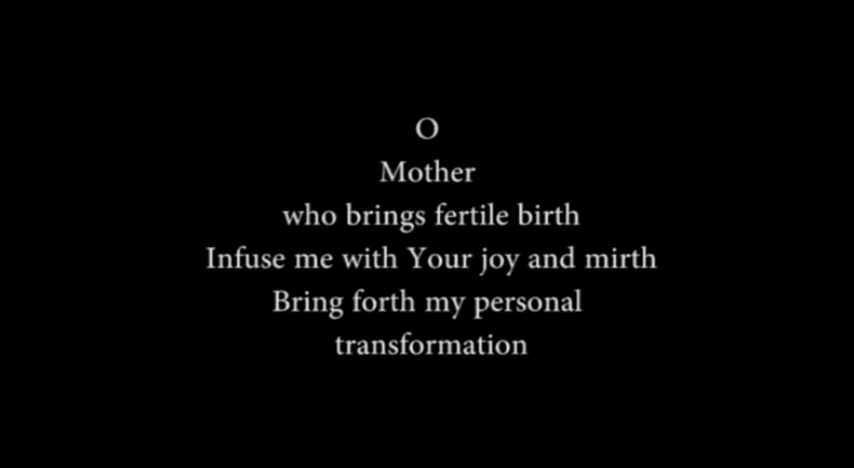 O
Mother
who brings fertile birth
Infuse me with Your joy and mirth
Bring forth my personal
transformation